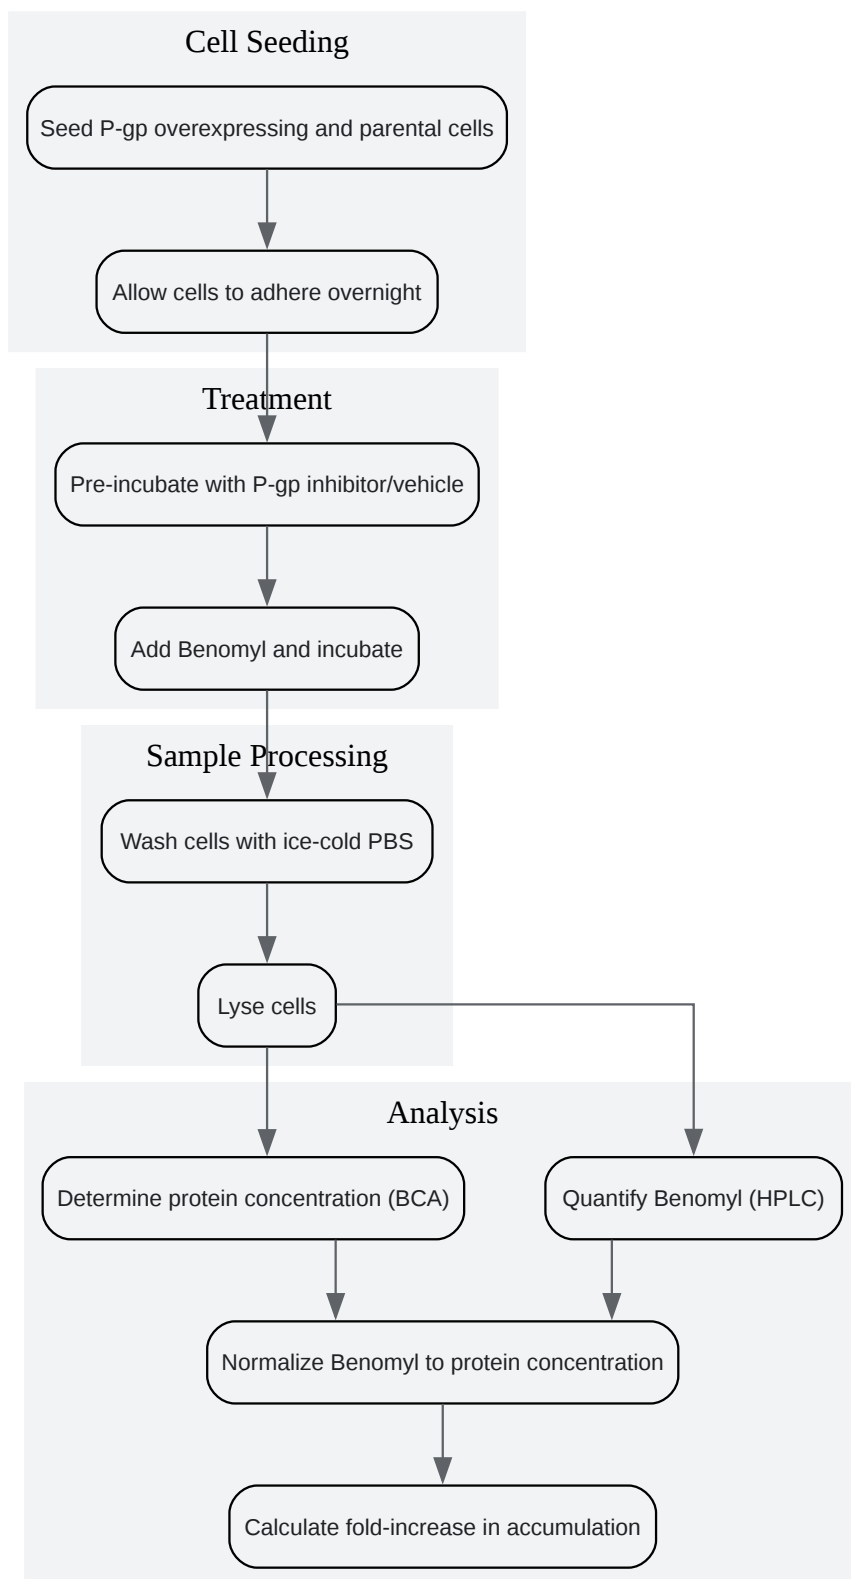 Cell Seeding
Seed P-gp overexpressing and parental cells
Allow cells to adhere overnight
Treatment
Pre-incubate with P-gp inhibitor/vehicle
Add Benomyl and incubate
Sample Processing
Wash cells with ice-cold PBS
Lyse cells
Analysis
Determine protein concentration (BCA)
Quantify Benomyl (HPLC)
Normalize Benomyl to protein concentration
Calculate fold-increase in accumulation